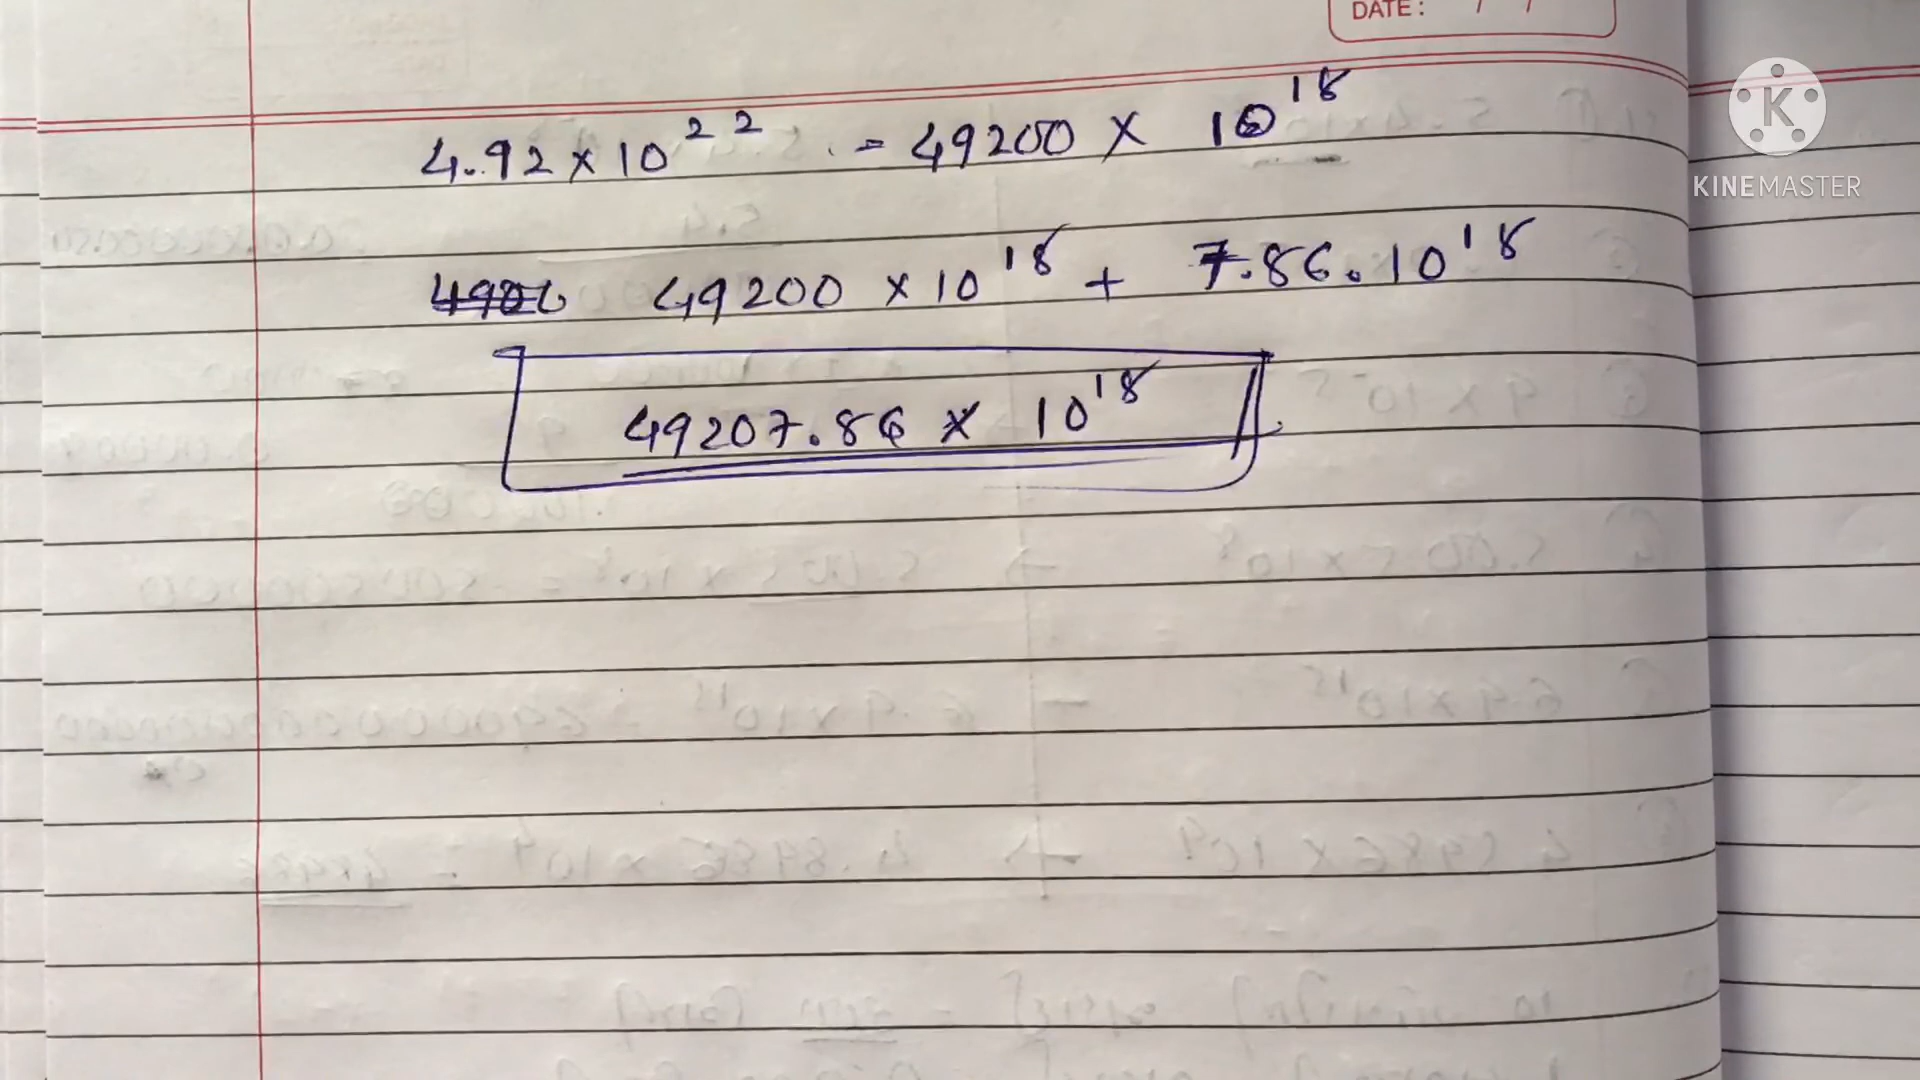 DATE: / /
4.92 × 10²² = 49200 × 10¹⁸
49200 × 10¹⁸ + 7.86.10¹⁸
49207.86 × 10¹⁸
K
KINEMASTER